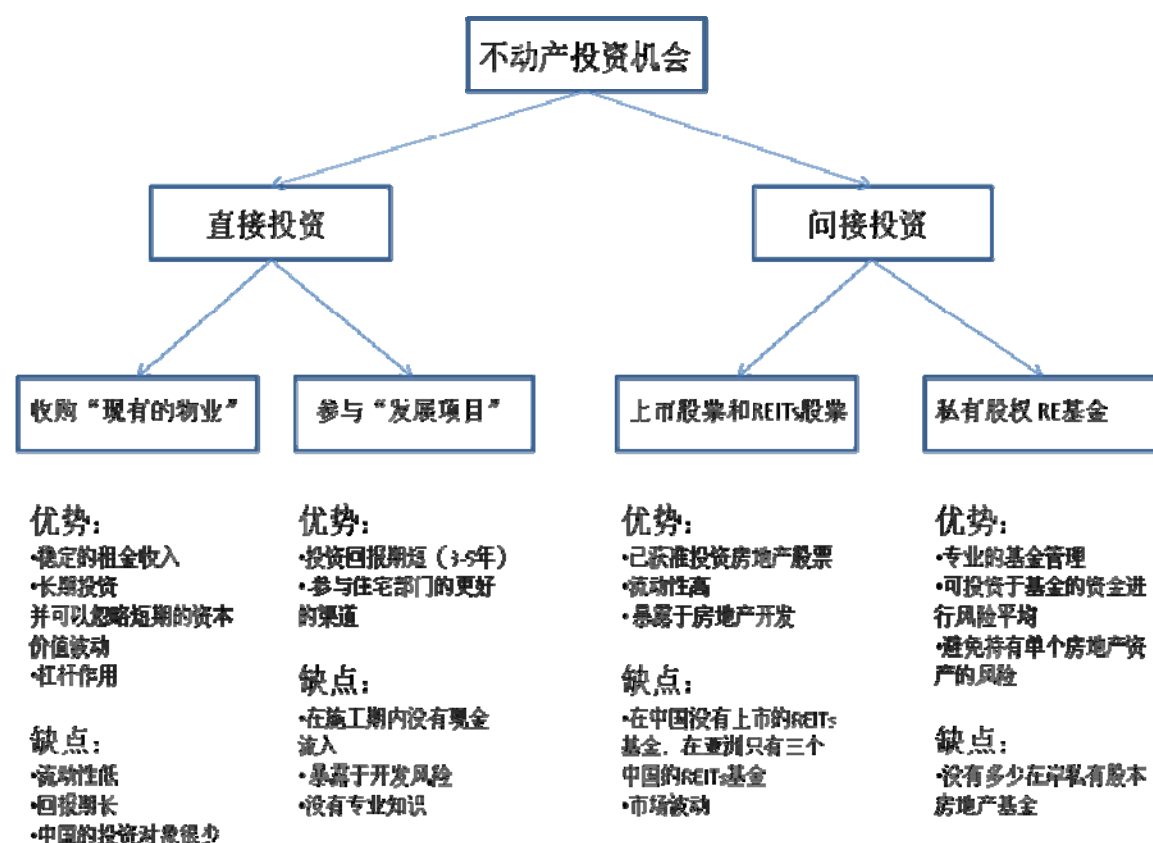 不动产投资机会
直接投资
间接投资
收购“现有的物业”
参与“发展项目”
上市股票和REITs股票
私有股权 RE基金
优势:
•稳定的租金收入
•长期投资
并可以忽略短期的资本
价值波动
•杠杆作用
缺点:
•流动性低
•回报期长
•中国的投资对象很少
优势:
•投资回报期短(3-5年)
• 参与住宅部门的更好
的渠道
缺点:
•在施工期内没有现金
流入
• 暴露于开发风险
•没有专业知识
优势:
•已获准投资房地产股票
•流动性高
• 暴露于房地产开发
缺点:
•在中国没有上市的REITs
基金,在亚洲只有三个
中国的REITs基金
•市场波动
优势:
•专业的基金管理
•可投资于基金的资金进
行风险平均
•避免持有单个房地产资
产的风险
缺点:
•没有多少在岸私有股本
房地产基金